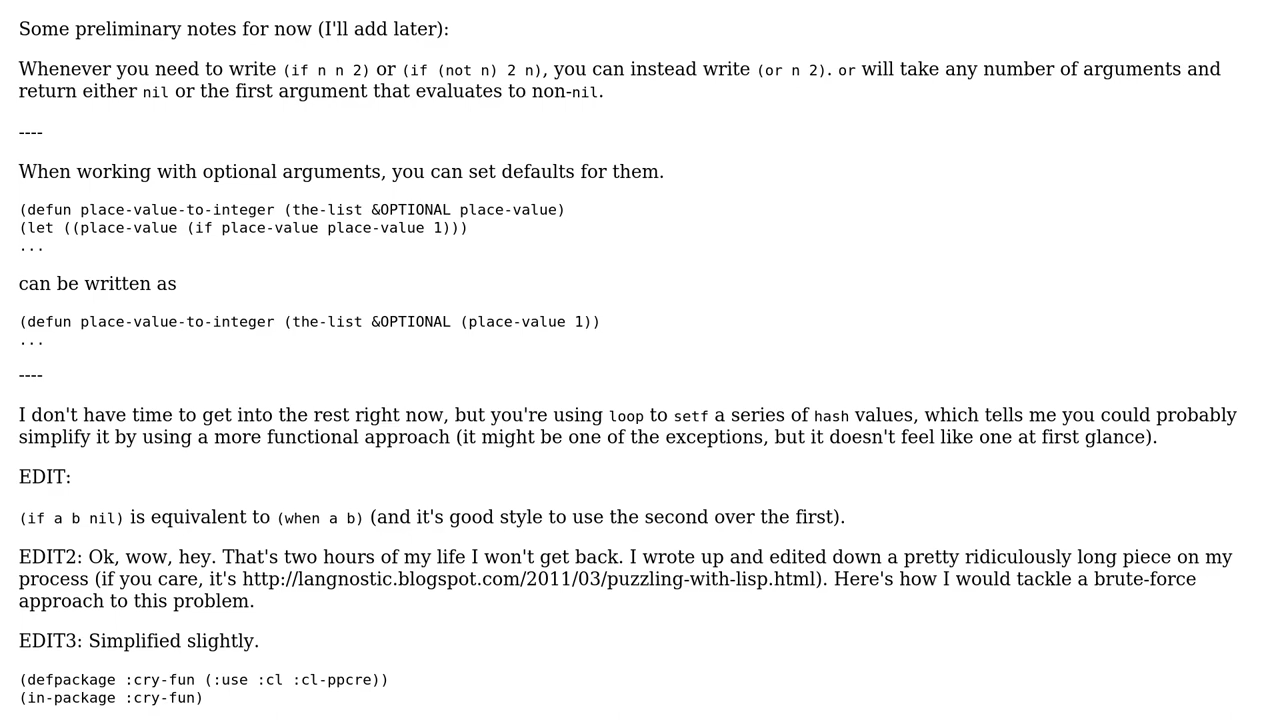 Some preliminary notes for now (I'll add later):
Whenever you need to write (if n n 2) or (if (not n) 2 n), you can instead write (or n 2). or will take any number of arguments and
return either nil or the first argument that evaluates to non-nil.
----
When working with optional arguments, you can set defaults for them.
(defun place-value-to-integer (the-list &OPTIONAL place-value)
(let ((place-value (if place-value place-value 1)))
...
can be written as
(defun place-value-to-integer (the-list &OPTIONAL (place-value 1))
...
----
I don't have time to get into the rest right now, but you're using loop to setf a series of hash values, which tells me you could probably
simplify it by using a more functional approach (it might be one of the exceptions, but it doesn't feel like one at first glance).
EDIT:
(if a b nil) is equivalent to (when a b) (and it's good style to use the second over the first).
EDIT2: Ok, wow, hey. That's two hours of my life I won't get back. I wrote up and edited down a pretty ridiculously long piece on my
process (if you care, it's http://langnostic.blogspot.com/2011/03/puzzling-with-lisp.html). Here's how I would tackle a brute-force
approach to this problem.
EDIT3: Simplified slightly.
(defpackage :cry-fun (:use :cl :cl-ppcre))
(in-package :cry-fun)